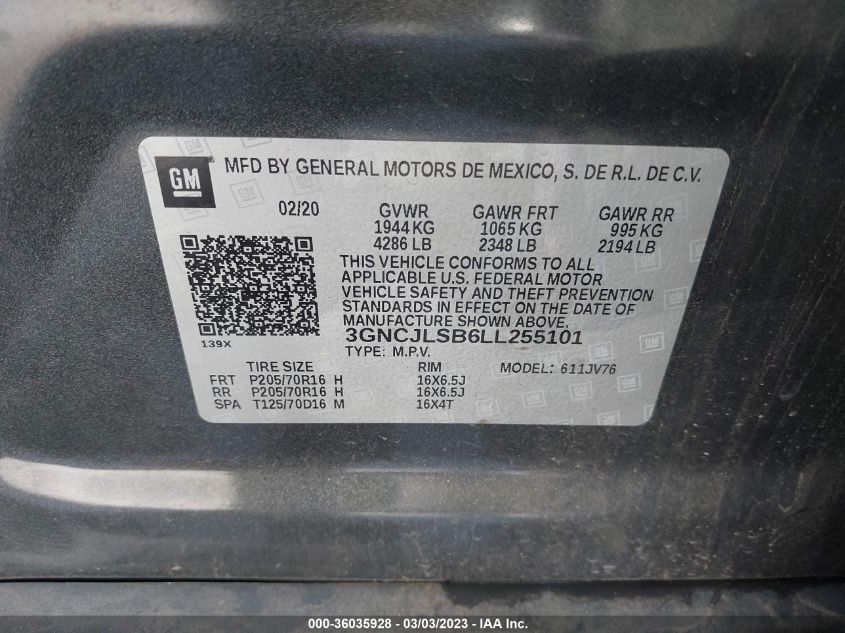 GM MFD BY GENERAL MOTORS DE MEXICO, S. DE R.L. DE C.V.
02/20 GVWR GAWR FRT GAWR RR
1944 KG 1065 KG 995 KG
4286 LB 2348 LB 2194 LB
THIS VEHICLE CONFORMS TO ALL
APPLICABLE U.S. FEDERAL MOTOR
VEHICLE SAFETY AND THEFT PREVENTION
STANDARDS IN EFFECT ON THE DATE OF
MANUFACTURE SHOWN ABOVE.
139X 3GNCJLSB6LL255101
TYPE: M.P.V.
TIRE SIZE RIM MODEL: 611JV76
FRT P205/70R16 H 16X6.5J
RR P205/70R16 H 16X6.5J
SPA T125/70D16 M 16X4T
000-36035928 - 03/03/2023 - © IAA, Inc.